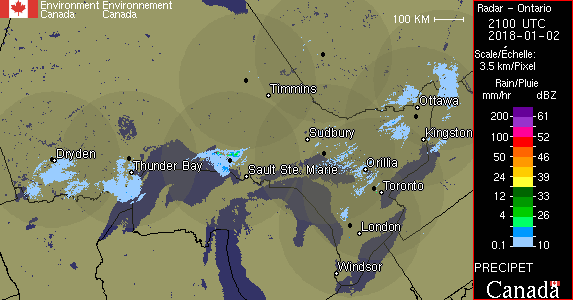 Environment Environnement
Canada Canada
100 KM
Timmins
Ottawa
Sudbury
Kingston
Dryden
Thunder Bay
Sault Ste. Marie
Orillia
Toronto
London
Windsor
Radar - Ontario
2100 UTC
2018-01-02
Scale/Échelle:
3.5 km/Pixel
Rain/Pluie
mm/hr dBZ
200 61
100 52
50 46
24 39
12 33
4 26
1 20
0.1 10
PRECIPET
Canada